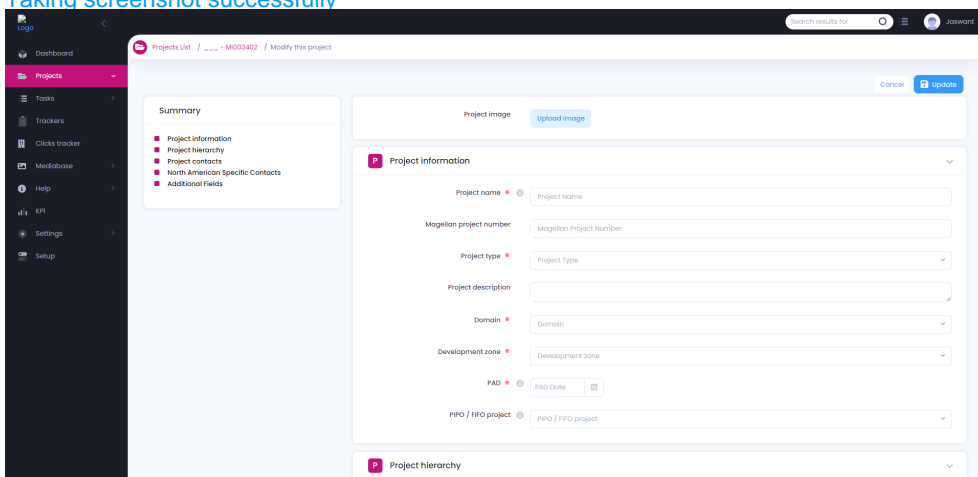 Taking screenshot successfully
Logo
Search results for
Jaswant
Projects List / ___ - MI003402 / Modify this project
Dashboard
Projects
Tasks
Trackers
Clicks tracker
Mediabase
Help
KPI
Settings
Setup
Cancel
Update
Summary
Project information
Project hierarchy
Project contacts
North American Specific Contacts
Additional Fields
Project image
Upload image
P Project information
Project name *
Project Name
Magellan project number
Magellan Project Number
Project type *
Project Type
Project description
Domain *
Domain
Development zone *
Development zone
PAD *
PAD Date
PIPO / FIFO project
PIPO / FIFO project
P Project hierarchy